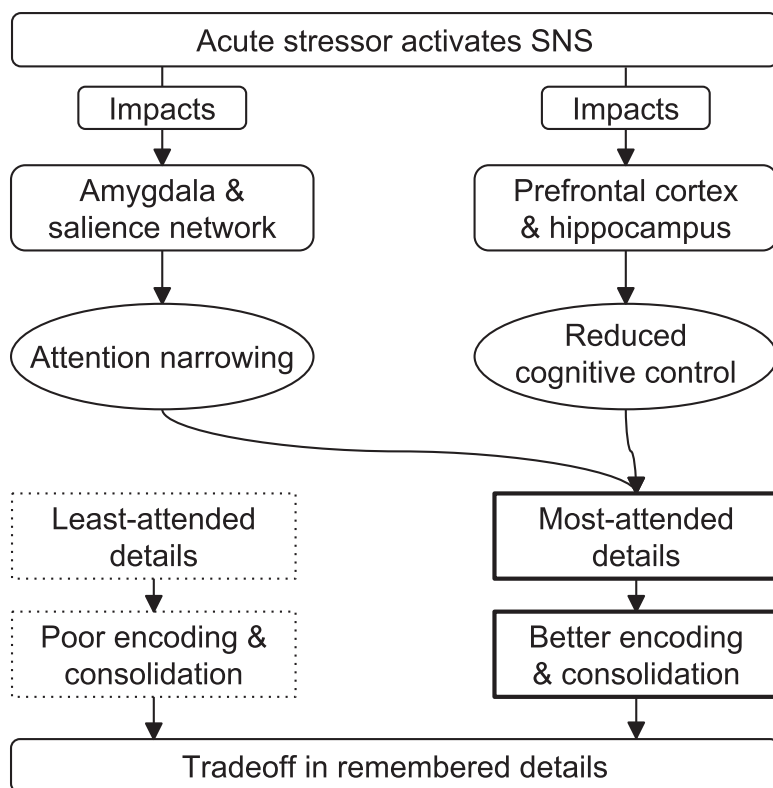 Acute stressor activates SNS
Impacts
Impacts
Amygdala &
salience network
Prefrontal cortex
& hippocampus
Attention narrowing
Reduced
cognitive control
Least-attended
details
Most-attended
details
Poor encoding &
consolidation
Better encoding
& consolidation
Tradeoff in remembered details